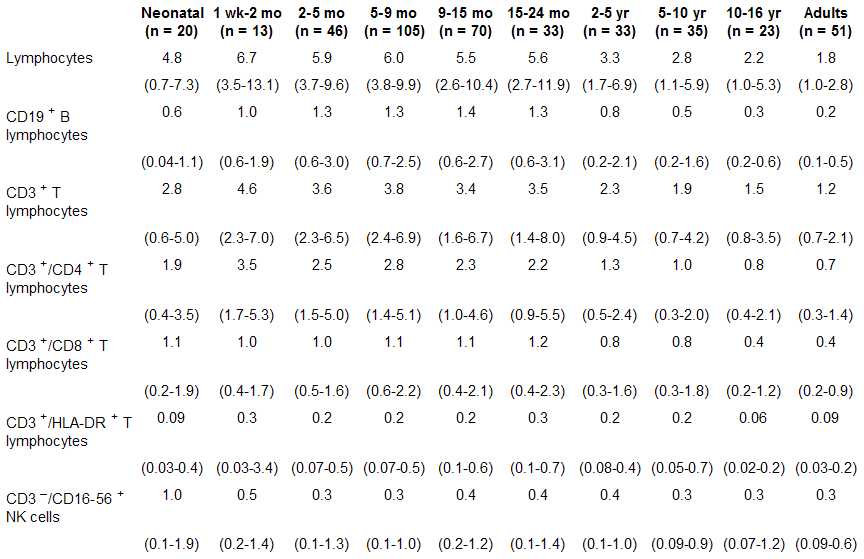 Neonatal 1 wk-2 mo 2-5 mo 5-9 mo 9-15 mo 15-24 mo 2-5 yr 5-10 yr 10-16 yr Adults
(n = 20) (n = 13) (n = 46) (n = 105) (n = 70) (n = 33) (n = 33) (n = 35) (n = 23) (n = 51)
Lymphocytes 4.8 6.7 5.9 6.0 5.5 5.6 3.3 2.8 2.2 1.8
(0.7-7.3) (3.5-13.1) (3.7-9.6) (3.8-9.9) (2.6-10.4) (2.7-11.9) (1.7-6.9) (1.1-5.9) (1.0-5.3) (1.0-2.8)
CD19 + B 0.6 1.0 1.3 1.3 1.4 1.3 0.8 0.5 0.3 0.2
lymphocytes
(0.04-1.1) (0.6-1.9) (0.6-3.0) (0.7-2.5) (0.6-2.7) (0.6-3.1) (0.2-2.1) (0.2-1.6) (0.2-0.6) (0.1-0.5)
CD3 + T 2.8 4.6 3.6 3.8 3.4 3.5 2.3 1.9 1.5 1.2
lymphocytes
(0.6-5.0) (2.3-7.0) (2.3-6.5) (2.4-6.9) (1.6-6.7) (1.4-8.0) (0.9-4.5) (0.7-4.2) (0.8-3.5) (0.7-2.1)
CD3 +/CD4 + T 1.9 3.5 2.5 2.8 2.3 2.2 1.3 1.0 0.8 0.7
lymphocytes
(0.4-3.5) (1.7-5.3) (1.5-5.0) (1.4-5.1) (1.0-4.6) (0.9-5.5) (0.5-2.4) (0.3-2.0) (0.4-2.1) (0.3-1.4)
CD3 +/CD8 + T 1.1 1.0 1.0 1.1 1.1 1.2 0.8 0.8 0.4 0.4
lymphocytes
(0.2-1.9) (0.4-1.7) (0.5-1.6) (0.6-2.2) (0.4-2.1) (0.4-2.3) (0.3-1.6) (0.3-1.8) (0.2-1.2) (0.2-0.9)
CD3 +/HLA-DR + T 0.09 0.3 0.2 0.2 0.2 0.3 0.2 0.2 0.06 0.09
lymphocytes
(0.03-0.4) (0.03-3.4) (0.07-0.5) (0.07-0.5) (0.1-0.6) (0.1-0.7) (0.08-0.4) (0.05-0.7) (0.02-0.2) (0.03-0.2)
CD3 −/CD16-56 + 1.0 0.5 0.3 0.3 0.4 0.4 0.4 0.3 0.3 0.3
NK cells
(0.1-1.9) (0.2-1.4) (0.1-1.3) (0.1-1.0) (0.2-1.2) (0.1-1.4) (0.1-1.0) (0.09-0.9) (0.07-1.2) (0.09-0.6)